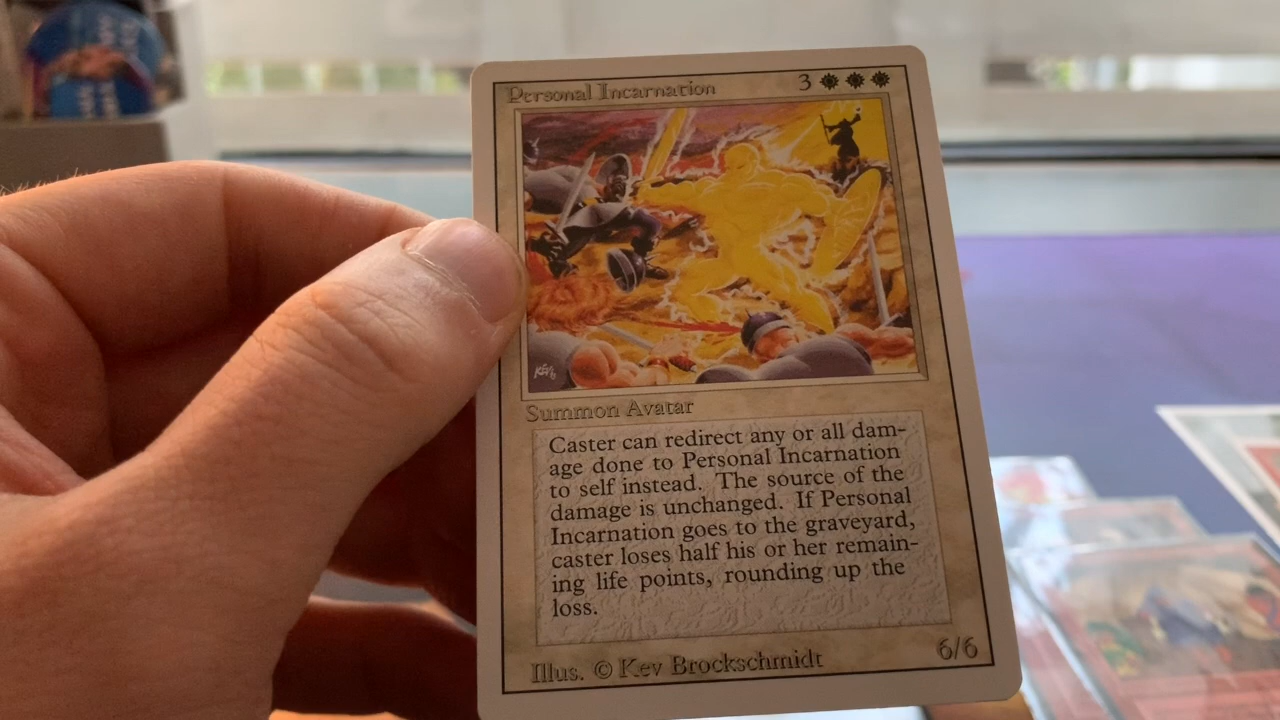 Personal Incarnation 3
KEV B
Summon Avatar
Caster can redirect any or all dam-
age done to Personal Incarnation
to self instead. The source of the
damage is unchanged. If Personal
Incarnation goes to the graveyard,
caster loses half his or her remain-
ing life points, rounding up the
loss.
Illus. © Kev Brockschmidt
6/6